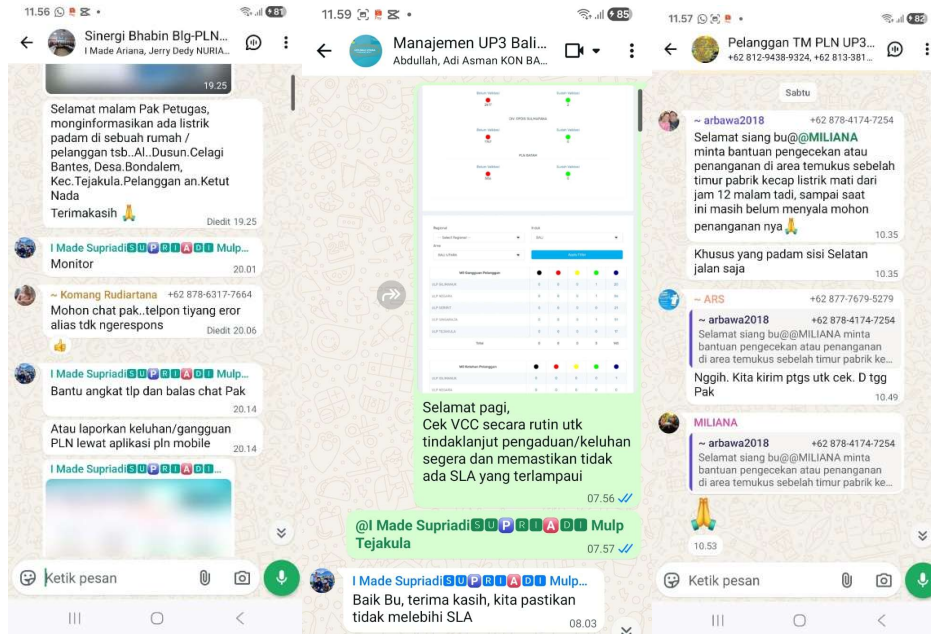 11.56
81
Sinergi Bhabin Blg-PLN...
I Made Ariana, Jerry Dedy NURIA...
19.25
Selamat malam Pak Petugas,
monginformasikan ada listrik
padam di sebuah rumah /
pelanggan tsb..Al..Dusun.Celagi
Bantes, Desa.Bondalem,
Kec.Tejakula.Pelanggan an.Ketut
Nada
Terimakasih 🙏
Diedit 19.25
I Made Supriadi🆂🆄🅿🆁🅸🅰🅳🅸 Mulp...
Monitor
20.01
~ Komang Rudiartana +62 878-6317-7664
Mohon chat pak..telpon tiyang eror
alias tdk ngerespons
Diedit 20.06
👍
I Made Supriadi🆂🆄🅿🆁🅸🅰🅳🅸 Mulp...
Bantu angkat tlp dan balas chat Pak
20.14
Atau laporkan keluhan/gangguan
PLN lewat aplikasi pln mobile
20.14
I Made Supriadi🆂🆄🅿🆁🅸🅰🅳🅸...
Ketik pesan
11.59
85
Manajemen UP3 Bali...
Abdullah, Adi Asman KON BA...
Selamat pagi,
Cek VCC secara rutin utk
tindaklanjut pengaduan/keluhan
segera dan memastikan tidak
ada SLA yang terlampaui
07.56
@I Made Supriadi🆂🆄🅿🆁🅸🅰🅳🅸 Mulp
Tejakula
07.57
I Made Supriadi🆂🆄🅿🆁🅸🅰🅳🅸 Mulp...
Baik Bu, terima kasih, kita pastikan
tidak melebihi SLA
08.03
11.57
82
Pelanggan TM PLN UP3...
+62 812-9438-9324, +62 813-381...
Sabtu
~ arbawa2018 +62 878-4174-7254
Selamat siang bu@@MILIANA
minta bantuan pengecekan atau
penanganan di area temukus sebelah
timur pabrik kecap listrik mati dari
jam 12 malam tadi, sampai saat
ini masih belum menyala mohon
penanganan nya🙏
10.35
Khusus yang padam sisi Selatan
jalan saja
10.35
~ ARS +62 877-7679-5279
~ arbawa2018 +62 878-4174-7254
Selamat siang bu@@MILIANA minta
bantuan pengecekan atau penanganan
di area temukus sebelah timur pabrik ke...
Nggih. Kita kirim ptgs utk cek. D tgg
Pak
10.49
MILIANA
~ arbawa2018 +62 878-4174-7254
Selamat siang bu@@MILIANA minta
bantuan pengecekan atau penanganan
di area temukus sebelah timur pabrik ke...
🙏
10.53
Ketik pesan